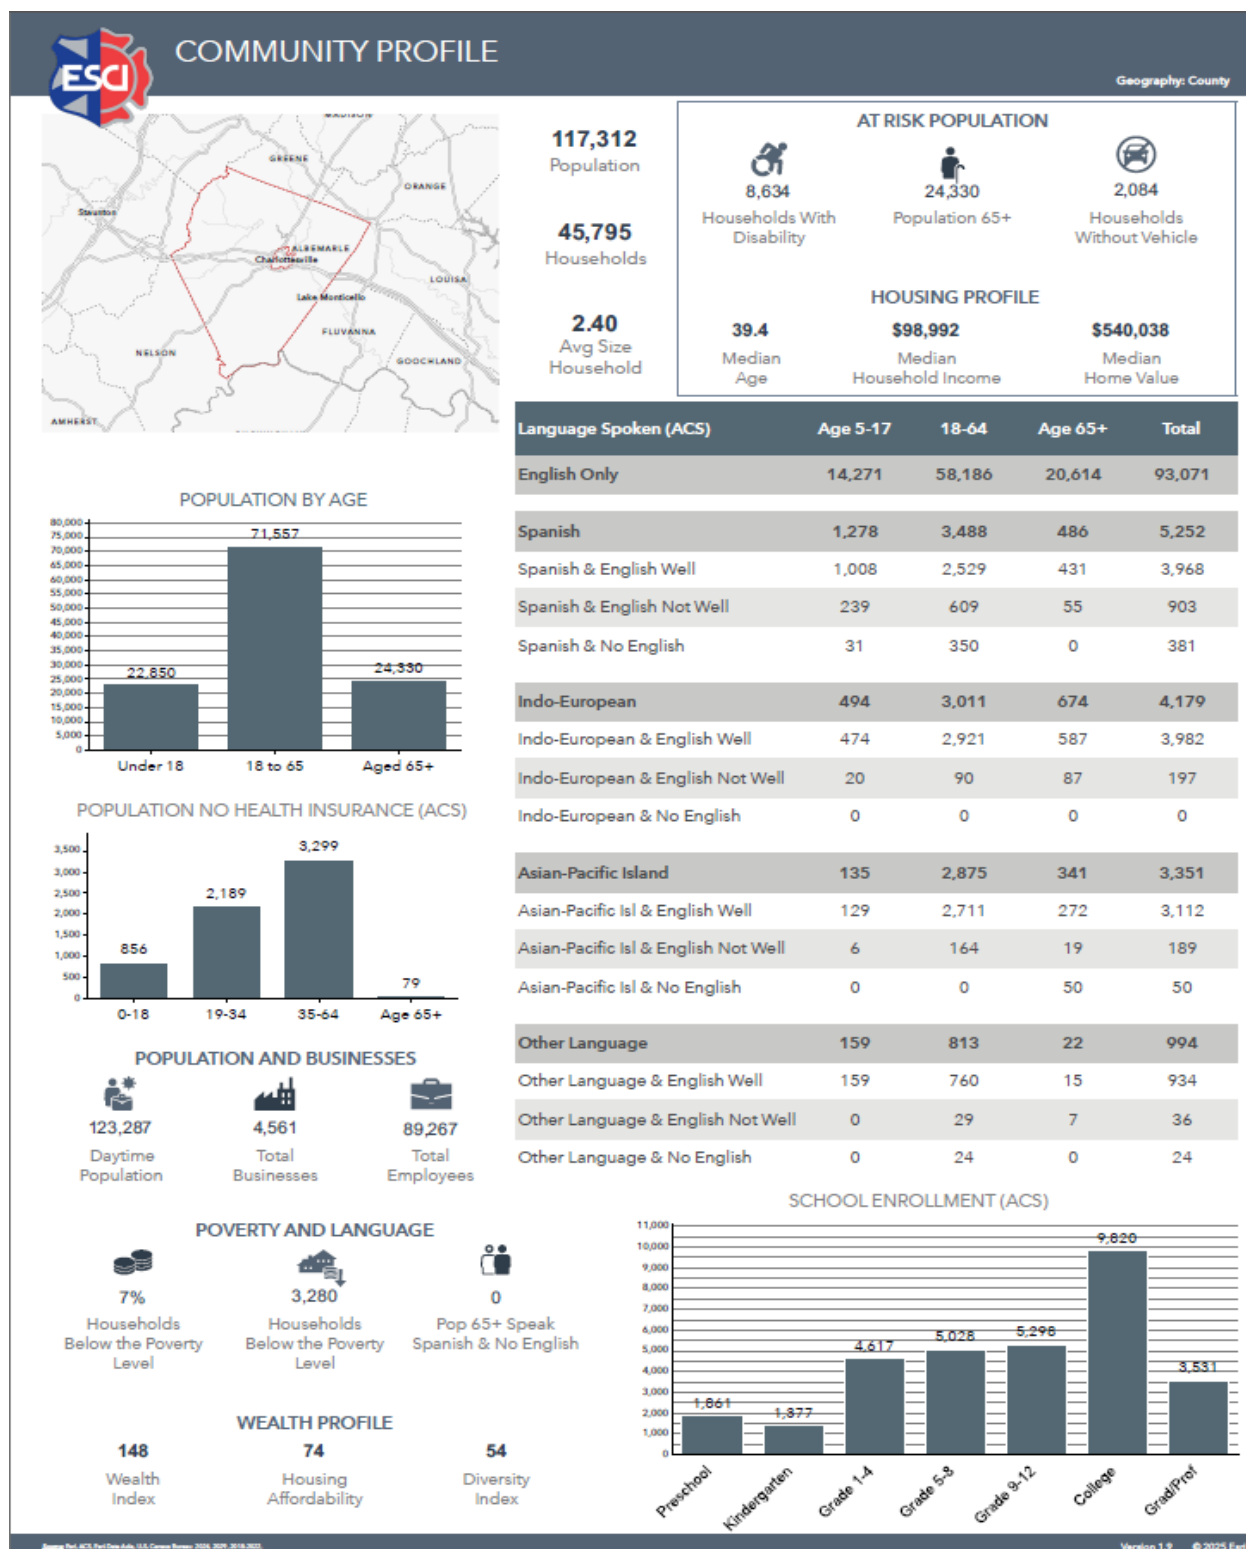 ESCI
COMMUNITY PROFILE
Geography: County
MADISON
GREENE
ORANGE
Staunton
ALBEMARLE
Charlottesville
LOUISA
Lake Monticello
FLUVANNA
NELSON
GOOCHLAND
AMHERST
117,312
Population
45,795
Households
2.40
Avg Size
Household
AT RISK POPULATION
8,634 24,330 2,084
Households With Population 65+ Households
Disability Without Vehicle
HOUSING PROFILE
39.4 $98,992 $540,038
Median Median Median
Age Household Income Home Value
Language Spoken (ACS) Age 5-17 18-64 Age 65+ Total
English Only 14,271 58,186 20,614 93,071
Spanish 1,278 3,488 486 5,252
Spanish & English Well 1,008 2,529 431 3,968
Spanish & English Not Well 239 609 55 903
Spanish & No English 31 350 0 381
Indo-European 494 3,011 674 4,179
Indo-European & English Well 474 2,921 587 3,982
Indo-European & English Not Well 20 90 87 197
Indo-European & No English 0 0 0 0
Asian-Pacific Island 135 2,875 341 3,351
Asian-Pacific Isl & English Well 129 2,711 272 3,112
Asian-Pacific Isl & English Not Well 6 164 19 189
Asian-Pacific Isl & No English 0 0 50 50
Other Language 159 813 22 994
Other Language & English Well 159 760 15 934
Other Language & English Not Well 0 29 7 36
Other Language & No English 0 24 0 24
POPULATION BY AGE
80,000
75,000
70,000
65,000
60,000
55,000
50,000
45,000
40,000
35,000
30,000
25,000
20,000
15,000
10,000
5,000
0
22,850 71,557 24,330
Under 18 18 to 65 Aged 65+
POPULATION NO HEALTH INSURANCE (ACS)
3,500
3,000
2,500
2,000
1,500
1,000
500
0
856 2,189 3,299 79
0-18 19-34 35-64 Age 65+
POPULATION AND BUSINESSES
123,287 4,561 89,267
Daytime Total Total
Population Businesses Employees
POVERTY AND LANGUAGE
7% 3,280 0
Households Households Pop 65+ Speak
Below the Poverty Below the Poverty Spanish & No English
Level Level
WEALTH PROFILE
148 74 54
Wealth Housing Diversity
Index Affordability Index
SCHOOL ENROLLMENT (ACS)
11,000
10,000
9,000
8,000
7,000
6,000
5,000
4,000
3,000
2,000
1,000
0
1,861 1,377 4,617 5,028 5,298 9,820 3,531
Preschool Kindergarten Grade 1-4 Grade 5-8 Grade 9-12 College Grad/Prof
Source: Esri, ACS, Esri-Data Axle, U.S. Census Bureau: 2024, 2029, 2018-2022.
Version 1.9 © 2025 Esri